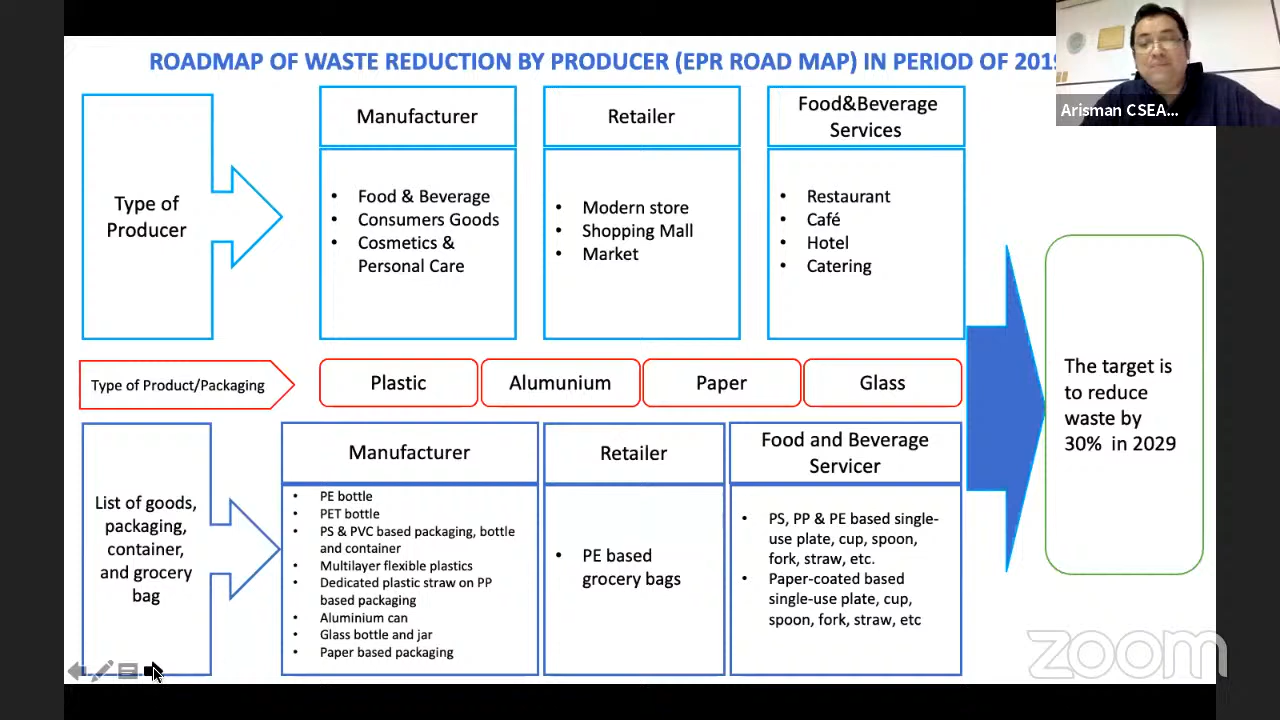 ROADMAP OF WASTE REDUCTION BY PRODUCER (EPR ROAD MAP) IN PERIOD OF 201
Arisman CSEA...
Type of
Producer
Manufacturer
• Food & Beverage
• Consumers Goods
• Cosmetics &
Personal Care
Retailer
• Modern store
• Shopping Mall
• Market
Food&Beverage
Services
• Restaurant
• Café
• Hotel
• Catering
Type of Product/Packaging
Plastic
Alumunium
Paper
Glass
List of goods,
packaging,
container,
and grocery
bag
Manufacturer
• PE bottle
• PET bottle
• PS & PVC based packaging, bottle
and container
• Multilayer flexible plastics
• Dedicated plastic straw on PP
based packaging
• Aluminium can
• Glass bottle and jar
• Paper based packaging
Retailer
• PE based
grocery bags
Food and Beverage
Servicer
• PS, PP & PE based single-
use plate, cup, spoon,
fork, straw, etc.
• Paper-coated based
single-use plate, cup,
spoon, fork, straw, etc
The target is
to reduce
waste by
30% in 2029
zoom